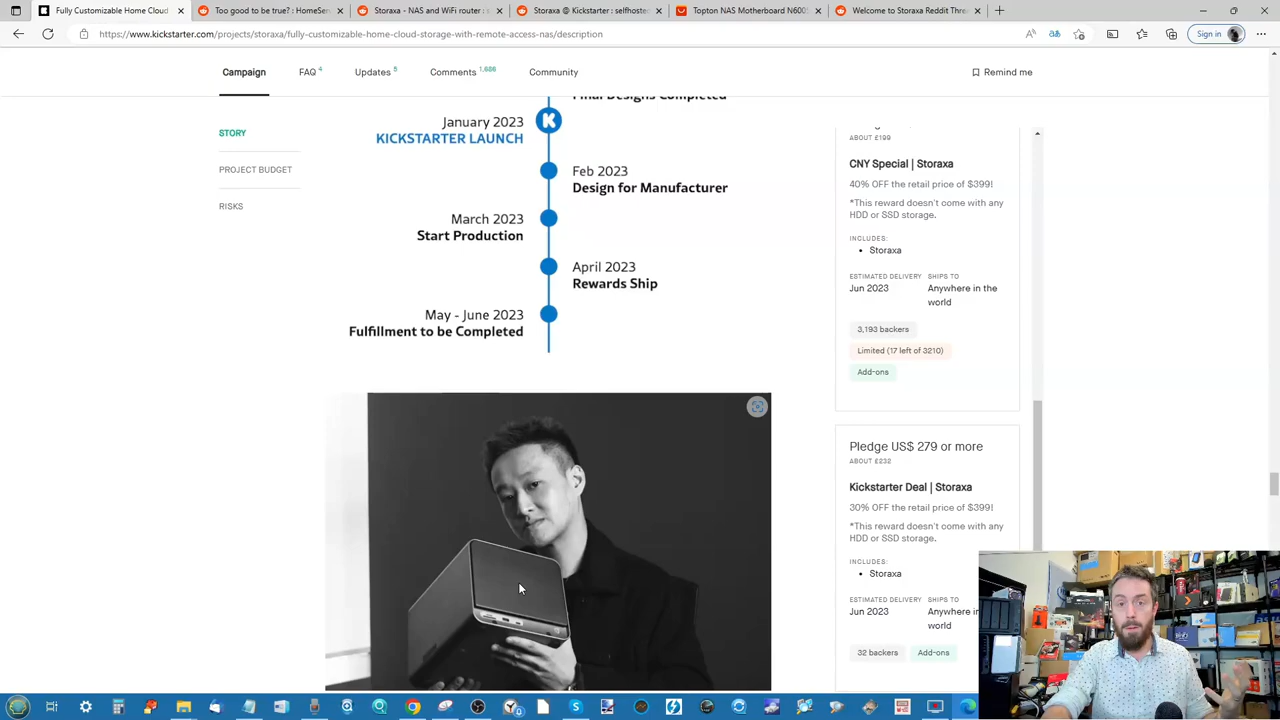 Fully Customizable Home Cloud
Too good to be true? : HomeServ
Storaxa - NAS and WiFi router : s
Storaxa @ Kickstarter : selfhoste
Topton NAS Motherboard N6005
Welcome to Storaxa Reddit Threa
https://www.kickstarter.com/projects/storaxa/fully-customizable-home-cloud-storage-with-remote-access-nas/description
Sign in
Campaign
FAQ 4
Updates 5
Comments 1,686
Community
Remind me
STORY
PROJECT BUDGET
RISKS
Final Designs Completed
January 2023
KICKSTARTER LAUNCH
Feb 2023
Design for Manufacturer
March 2023
Start Production
April 2023
Rewards Ship
May - June 2023
Fulfillment to be Completed
ABOUT £199
CNY Special | Storaxa
40% OFF the retail price of $399!
*This reward doesn't come with any
HDD or SSD storage.
INCLUDES:
• Storaxa
ESTIMATED DELIVERY
Jun 2023
SHIPS TO
Anywhere in the
world
3,193 backers
Limited (17 left of 3210)
Add-ons
Pledge US$ 279 or more
ABOUT £232
Kickstarter Deal | Storaxa
30% OFF the retail price of $399!
*This reward doesn't come with any
HDD or SSD storage.
INCLUDES:
• Storaxa
ESTIMATED DELIVERY
Jun 2023
SHIPS TO
Anywhere in
world
32 backers
Add-ons